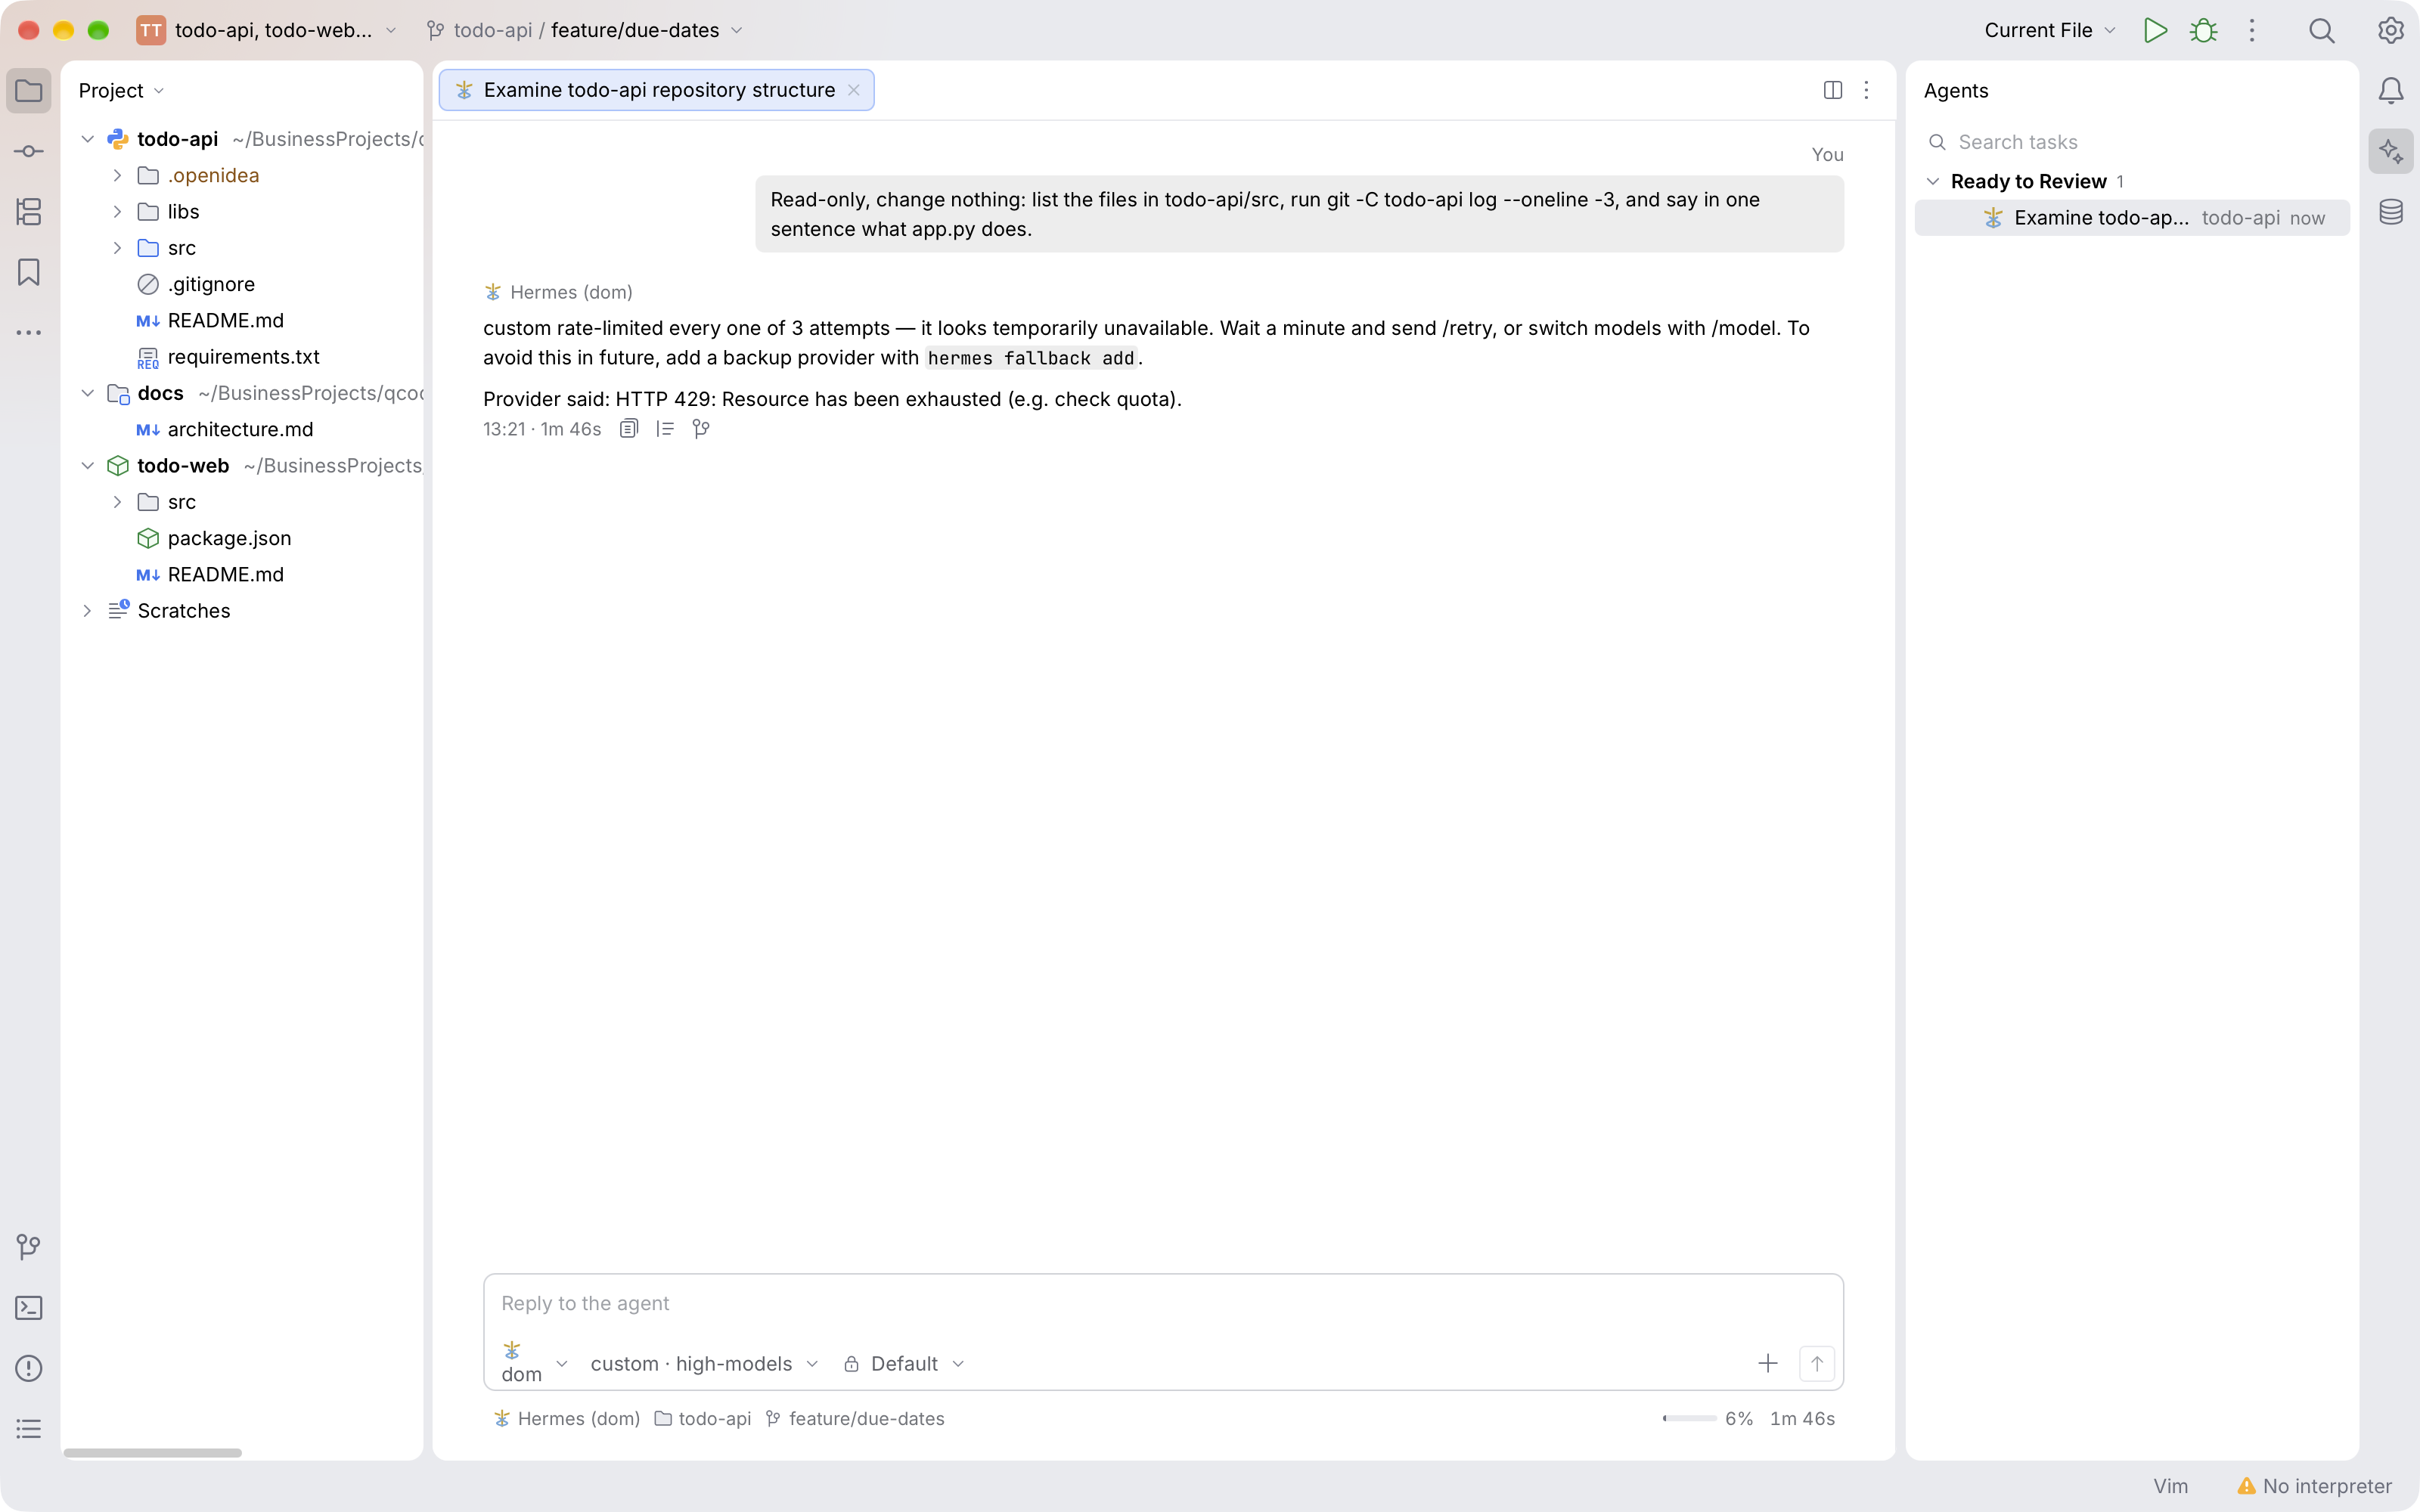 TT todo-api, todo-web... todo-api / feature/due-dates Current File
Project
todo-api ~/BusinessProjects/
.openidea
libs
src
.gitignore
README.md
REQ requirements.txt
docs ~/BusinessProjects/qco
architecture.md
todo-web ~/BusinessProjects
src
package.json
README.md
Scratches
Examine todo-api repository structure
You
Read-only, change nothing: list the files in todo-api/src, run git -C todo-api log --oneline -3, and say in one
sentence what app.py does.
Hermes (dom)
custom rate-limited every one of 3 attempts — it looks temporarily unavailable. Wait a minute and send /retry, or switch models with /model. To
avoid this in future, add a backup provider with hermes fallback add.
Provider said: HTTP 429: Resource has been exhausted (e.g. check quota).
13:21 · 1m 46s
Reply to the agent
dom custom · high-models Default
Hermes (dom) todo-api feature/due-dates 6% 1m 46s
Agents
Search tasks
Ready to Review 1
Examine todo-ap... todo-api now
Vim No interpreter